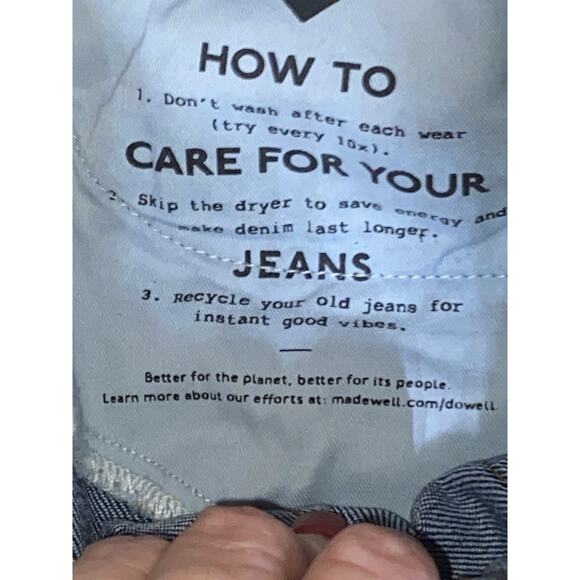 HOW TO
1. Don't wash after each wear
(try every 10x).
CARE FOR YOUR
2. Skip the dryer to save energy and
make denim last longer.
JEANS
3. Recycle your old jeans for
instant good vibes.
Better for the planet, better for its people.
Learn more about our efforts at: madewell.com/dowell